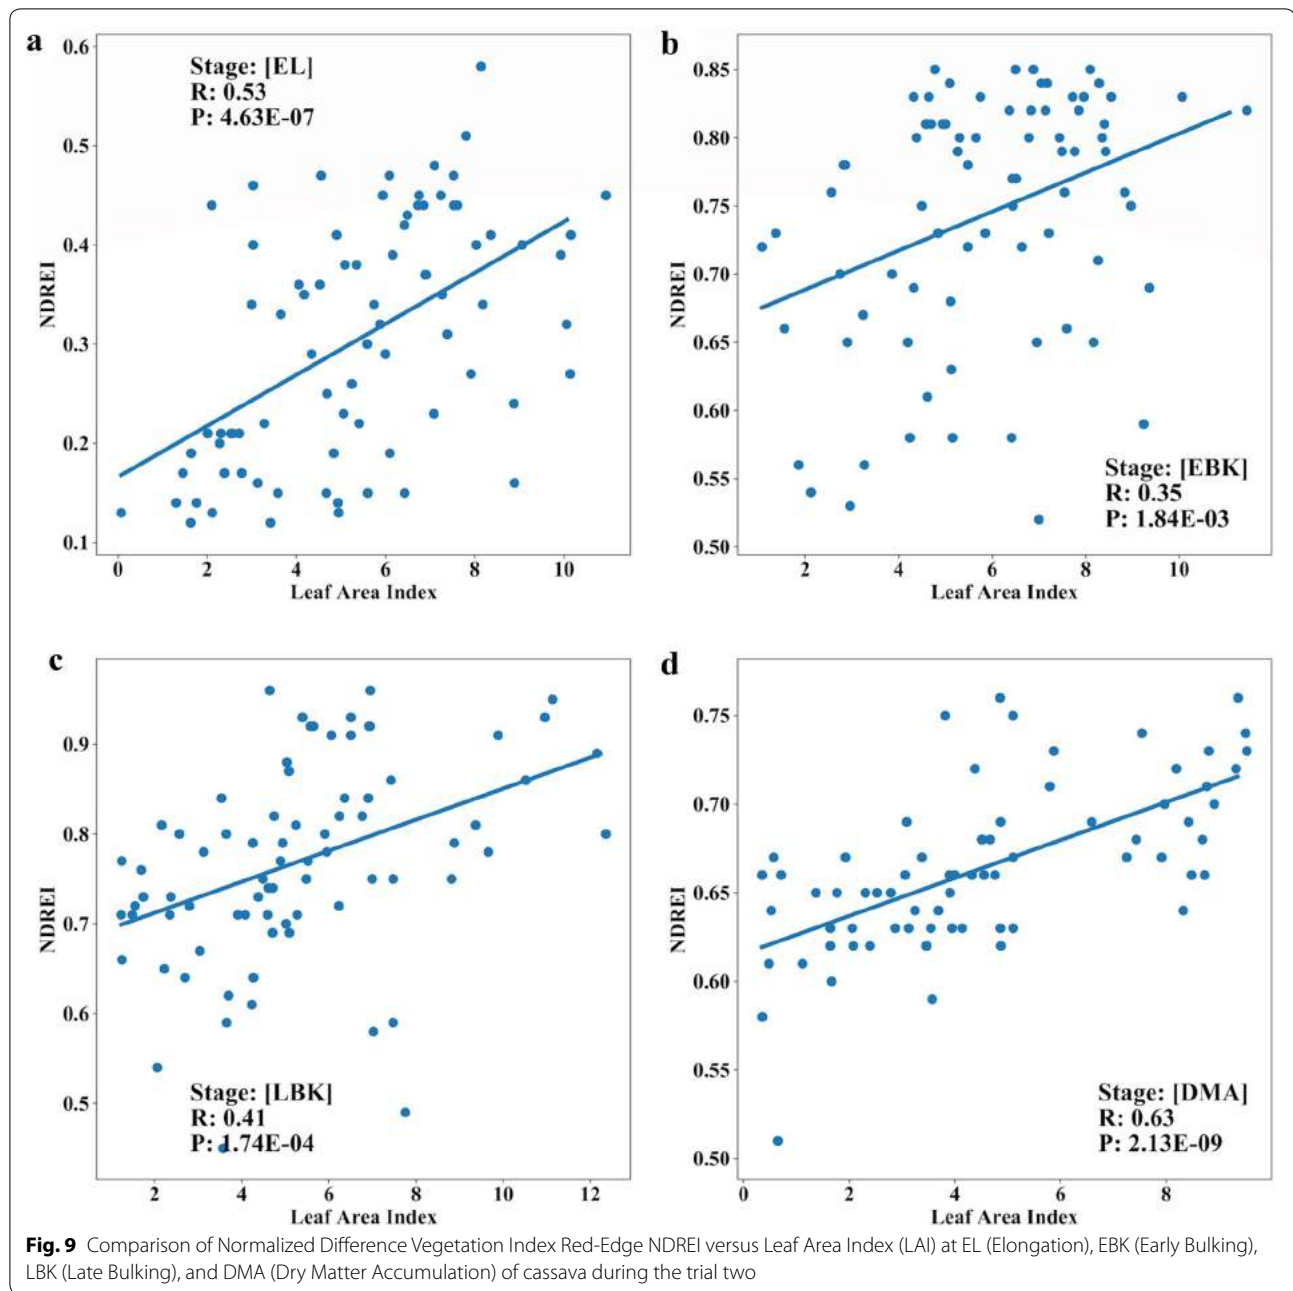 a
Stage: [EL]
R: 0.53
P: 4.63E-07
NDREI
0.6
0.5
0.4
0.3
0.2
0.1
0 2 4 6 8 10
Leaf Area Index
b
NDREI
0.85
0.80
0.75
0.70
0.65
0.60
0.55
0.50
Stage: [EBK]
R: 0.35
P: 1.84E-03
2 4 6 8 10
Leaf Area Index
c
NDREI
0.9
0.8
0.7
0.6
0.5
Stage: [LBK]
R: 0.41
P: 1.74E-04
2 4 6 8 10 12
Leaf Area Index
d
NDREI
0.75
0.70
0.65
0.60
0.55
0.50
Stage: [DMA]
R: 0.63
P: 2.13E-09
0 2 4 6 8
Leaf Area Index
Fig. 9 Comparison of Normalized Difference Vegetation Index Red-Edge NDREI versus Leaf Area Index (LAI) at EL (Elongation), EBK (Early Bulking),
LBK (Late Bulking), and DMA (Dry Matter Accumulation) of cassava during the trial two